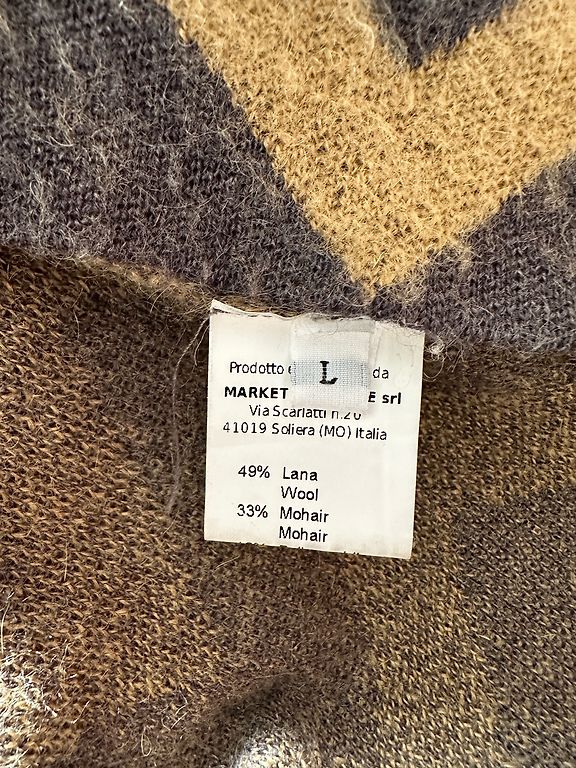 Prodotto
L
da
MARKET
E srl
Via Scarlatti n.20
41019 Soliera (MO) Italia
49% Lana
Wool
33% Mohair
Mohair